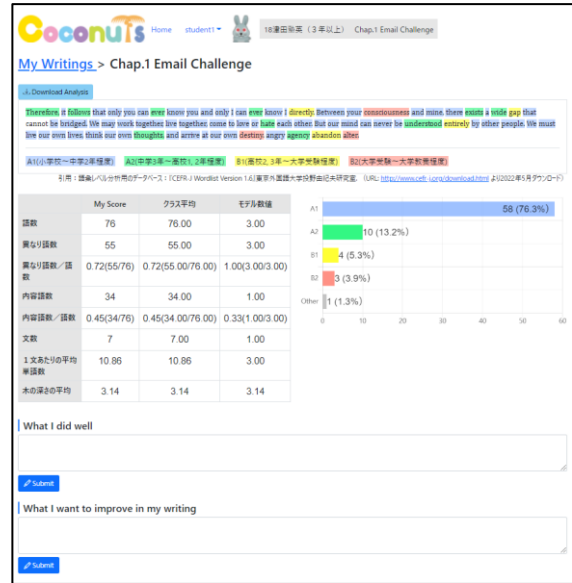 Coconuts Home student1 18津田 （３年以上） Chap.1 Email Challenge
My Writings > Chap.1 Email Challenge
Download Analysis
Therefore, it follows that only you can ever know you and only I can ever know I directly. Between your consciousness and mine, there exists a wide gap that
cannot be bridged. We may work together, live together, come to love or hate each other. But our mind can never be understood entirely by other people. We must
live our own lives, think our own thoughts, and arrive at our own destiny. angry agency abandon alter.
A1(小学校～中学2年程度) A2(中学3年～高校1, 2年程度) B1(高校2, 3年～大学受験程度) B2(大学受験～大学教養程度)
引用：語彙レベル分析用のデータベース：『CEFR-J Wordlist Version 1.6』東京外国語大学投野由紀夫研究室. （URL: http://www.cefr-j.org/download.html より2022年5月ダウンロード）
My Score クラス平均 モデル数値
語数 76 76.00 3.00
異なり語数 55 55.00 3.00
異なり語数／語数 0.72(55/76) 0.72(55.00/76.00) 1.00(3.00/3.00)
内容語数 34 34.00 1.00
内容語数／語数 0.45(34/76) 0.45(34.00/76.00) 0.33(1.00/3.00)
文数 7 7.00 1.00
１文あたりの平均単語数 10.86 10.86 3.00
木の深さの平均 3.14 3.14 3.14
A1 58 (76.3%)
A2 10 (13.2%)
B1 4 (5.3%)
B2 3 (3.9%)
Other 1 (1.3%)
0 10 20 30 40 50 60
What I did well
Submit
What I want to improve in my writing
Submit